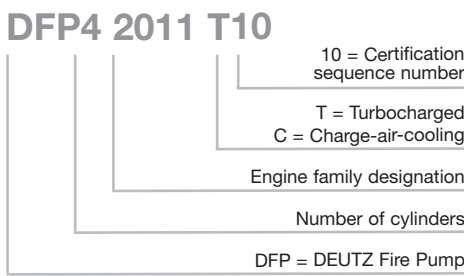 DFP4 2011 T10
10 = Certification
sequence number
T = Turbocharged
C = Charge-air-cooling
Engine family designation
Number of cylinders
DFP = DEUTZ Fire Pump